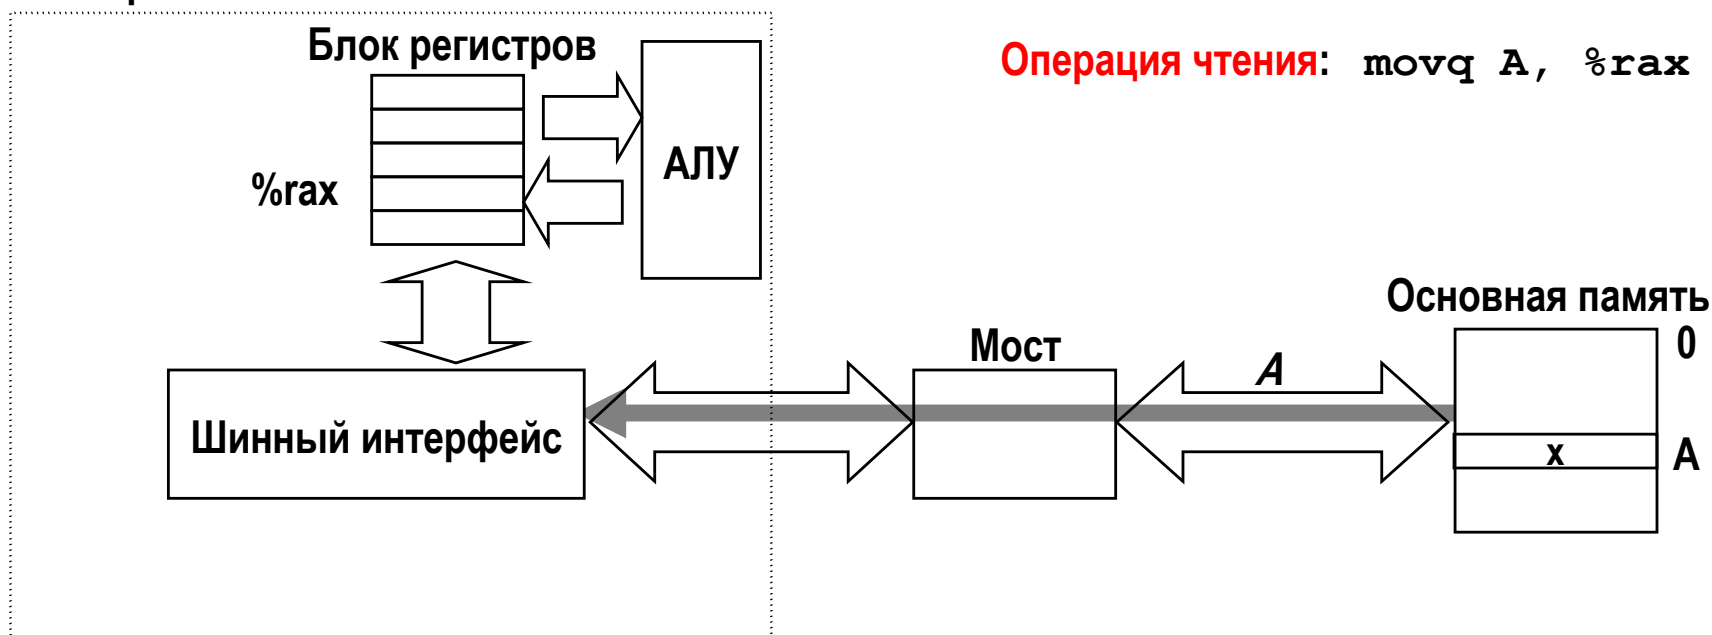 Блок регистров
Операция чтения: movq A, %rax
АЛУ
%rax
Основная память
0
Мост
A
Шинный интерфейс
x
A